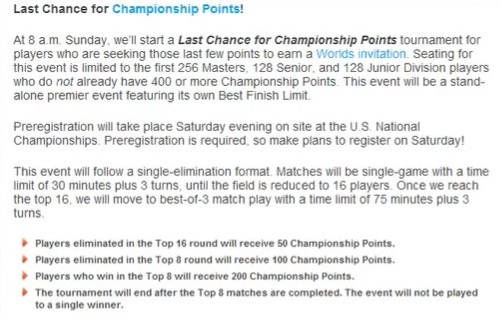 Last Chance for Championship Points!
At 8 a.m. Sunday, we'll start a Last Chance for Championship Points tournament for
players who are seeking those last few points to earn a Worlds invitation. Seating for
this event is limited to the first 256 Masters, 128 Senior, and 128 Junior Division players
who do not already have 400 or more Championship Points. This event will be a stand-
alone premier event featuring its own Best Finish Limit.
Preregistration will take place Saturday evening on site at the U.S. National
Championships. Preregistration is required, so make plans to register on Saturday!
This event will follow a single-elimination format. Matches will be single-game with a time
limit of 30 minutes plus 3 turns, until the field is reduced to 16 players. Once we reach
the top 16, we will move to best-of-3 match play with a time limit of 75 minutes plus 3
turns.
Players eliminated in the Top 16 round will receive 50 Championship Points.
Players eliminated in the Top 8 round will receive 100 Championship Points.
Players who win in the Top 8 will receive 200 Championship Points.
The tournament will end after the Top 8 matches are completed. The event will not be played
to a single winner.